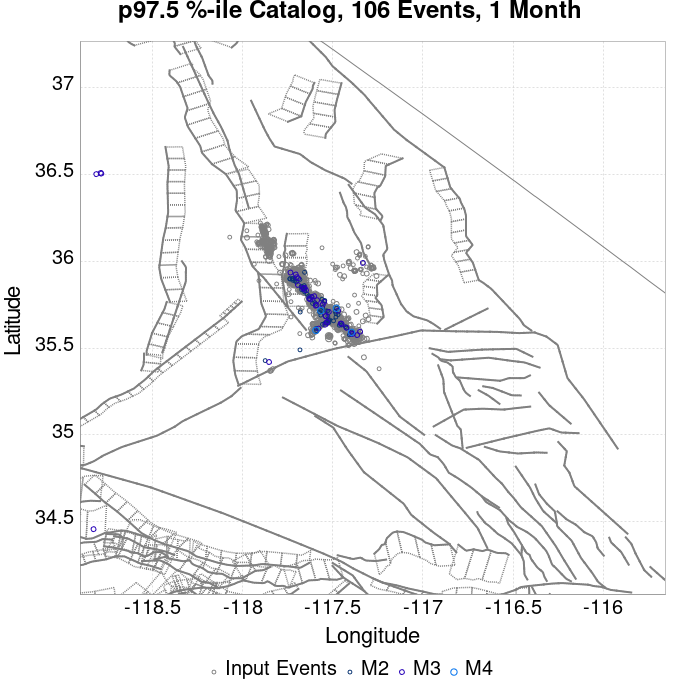 p97.5 %-ile Catalog, 106 Events, 1 Month
37
36.5
36
35.5
35
34.5
Latitude
-118.5 -118 -117.5 -117 -116.5 -116
Longitude
Input Events M2 M3 M4